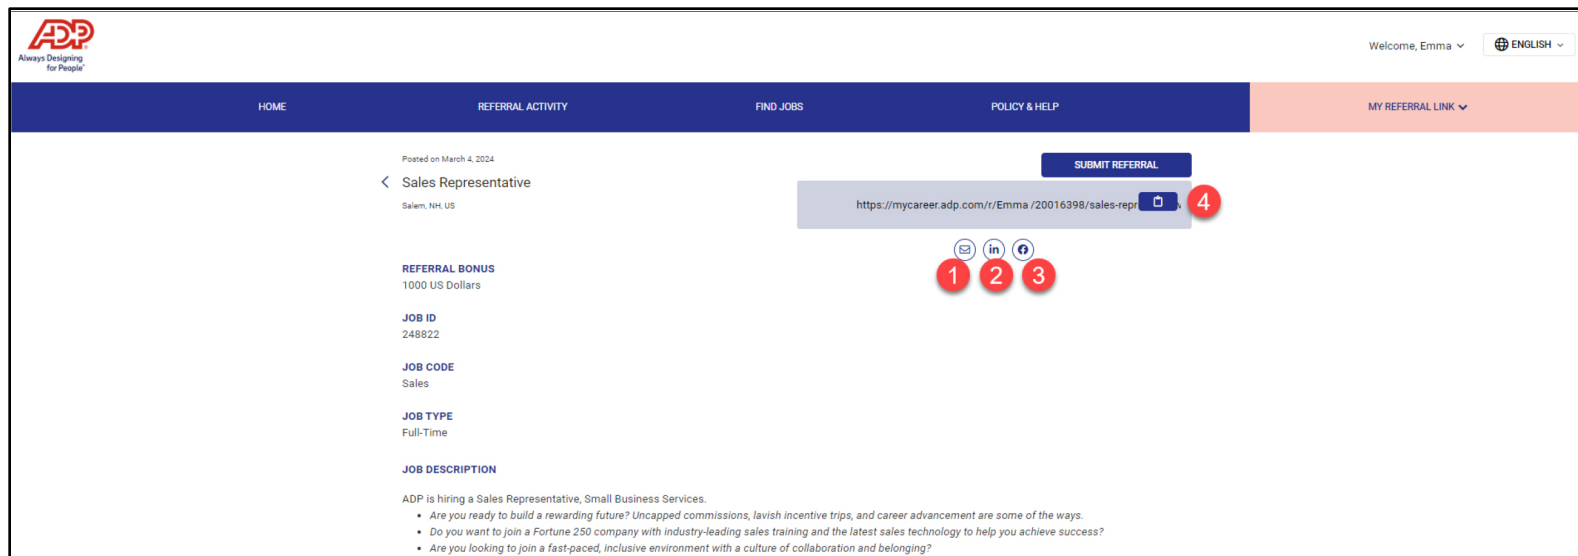 ADP
Always Designing
for People®
Welcome, Emma
ENGLISH
HOME
REFERRAL ACTIVITY
FIND JOBS
POLICY & HELP
MY REFERRAL LINK
Posted on March 4, 2024
SUBMIT REFERRAL
Sales Representative
Salem, NH, US
https://mycareer.adp.com/r/Emma /20016398/sales-repr
4
in
1
2
3
REFERRAL BONUS
1000 US Dollars
JOB ID
248822
JOB CODE
Sales
JOB TYPE
Full-Time
JOB DESCRIPTION
ADP is hiring a Sales Representative, Small Business Services.
• Are you ready to build a rewarding future? Uncapped commissions, lavish incentive trips, and career advancement are some of the ways.
• Do you want to join a Fortune 250 company with industry-leading sales training and the latest sales technology to help you achieve success?
• Are you looking to join a fast-paced, inclusive environment with a culture of collaboration and belonging?